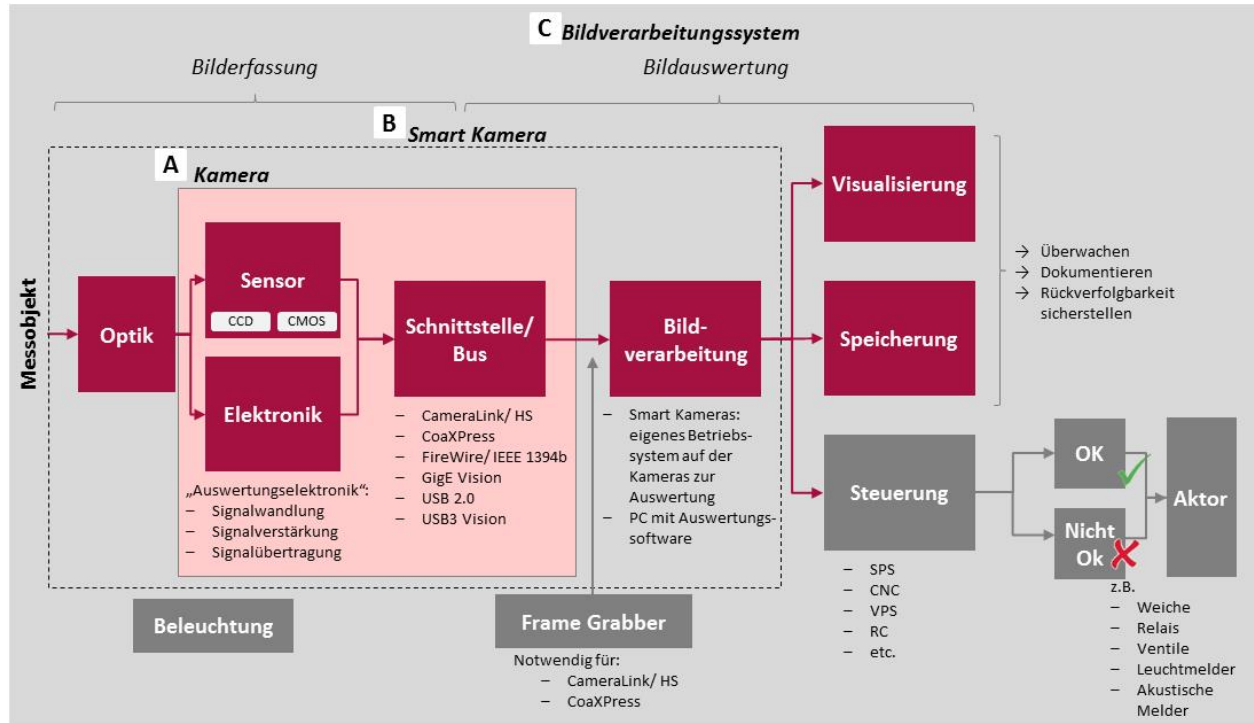 C Bildverarbeitungssystem
Bilderfassung
Bildauswertung
B Smart Kamera
A Kamera
Messobjekt
Optik
Sensor
CCD
CMOS
Elektronik
„Auswertungselektronik“:
– Signalwandlung
– Signalverstärkung
– Signalübertragung
Schnittstelle/
Bus
– CameraLink/ HS
– CoaXPress
– FireWire/ IEEE 1394b
– GigE Vision
– USB 2.0
– USB3 Vision
Bild-
verarbeitung
– Smart Kameras:
eigenes Betriebs-
system auf der
Kameras zur
Auswertung
– PC mit Auswertungs-
software
Visualisierung
Speicherung
→ Überwachen
→ Dokumentieren
→ Rückverfolgbarkeit
sicherstellen
Steuerung
– SPS
– CNC
– VPS
– RC
– etc.
OK
Nicht
Ok
Aktor
z.B.
– Weiche
– Relais
– Ventile
– Leuchtmelder
– Akustische
Melder
Beleuchtung
Frame Grabber
Notwendig für:
– CameraLink/ HS
– CoaXPress